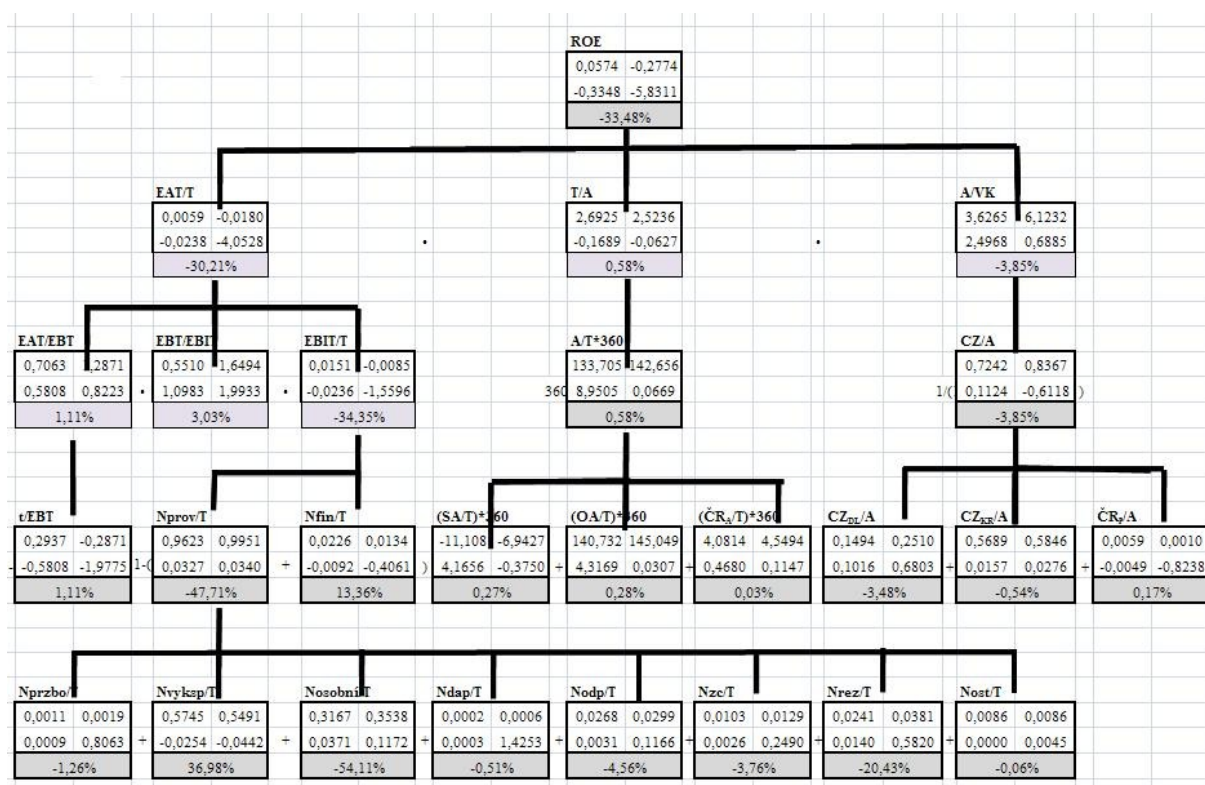 ROE
0,0574 -0,2774
-0,3348 -5,8311
-33,48%
EAT/T T/A A/VK
0,0059 -0,0180 2,6925 2,5236 3,6265 6,1232
-0,0238 -4,0528 · -0,1689 -0,0627 · 2,4968 0,6885
-30,21% 0,58% -3,85%
EAT/EBT EBT/EBIT EBIT/T A/T*360 CZ/A
0,7063 ,2871 0,5510 1,6494 0,0151 -0,0085 133,705 142,656 0,7242 0,8367
0,5808 0,8223 · 1,0983 1,9933 · -0,0236 -1,5596 360 8,9505 0,0669 1/( 0,1124 -0,6118 )
1,11% 3,03% -34,35% 0,58% -3,85%
t/EBT Nprov/T Nfin/T (SA/T)*360 (OA/T)*360 (ČRA/T)*360 CZDL/A CZKR/A ČRP/A
0,2937 -0,2871 0,9623 0,9951 0,0226 0,0134 -11,108 -6,9427 140,732 145,049 4,0814 4,5494 0,1494 0,2510 0,5689 0,5846 0,0059 0,0010
-0,5808 -1,9775 1-( 0,0327 0,0340 + -0,0092 -0,4061 ) 4,1656 -0,3750 + 4,3169 0,0307 + 0,4680 0,1147 0,1016 0,6803 + 0,0157 0,0276 + -0,0049 -0,8238
1,11% -47,71% 13,36% 0,27% 0,28% 0,03% -3,48% -0,54% 0,17%
Nprzbo/T Nvyksp/T Nosobní/T Ndap/T Nodp/T Nzc/T Nrez/T Nost/T
0,0011 0,0019 0,5745 0,5491 0,3167 0,3538 0,0002 0,0006 0,0268 0,0299 0,0103 0,0129 0,0241 0,0381 0,0086 0,0086
0,0009 0,8063 + -0,0254 -0,0442 + 0,0371 0,1172 + 0,0003 1,4253 + 0,0031 0,1166 + 0,0026 0,2490 + 0,0140 0,5820 + 0,0000 0,0045
-1,26% 36,98% -54,11% -0,51% -4,56% -3,76% -20,43% -0,06%